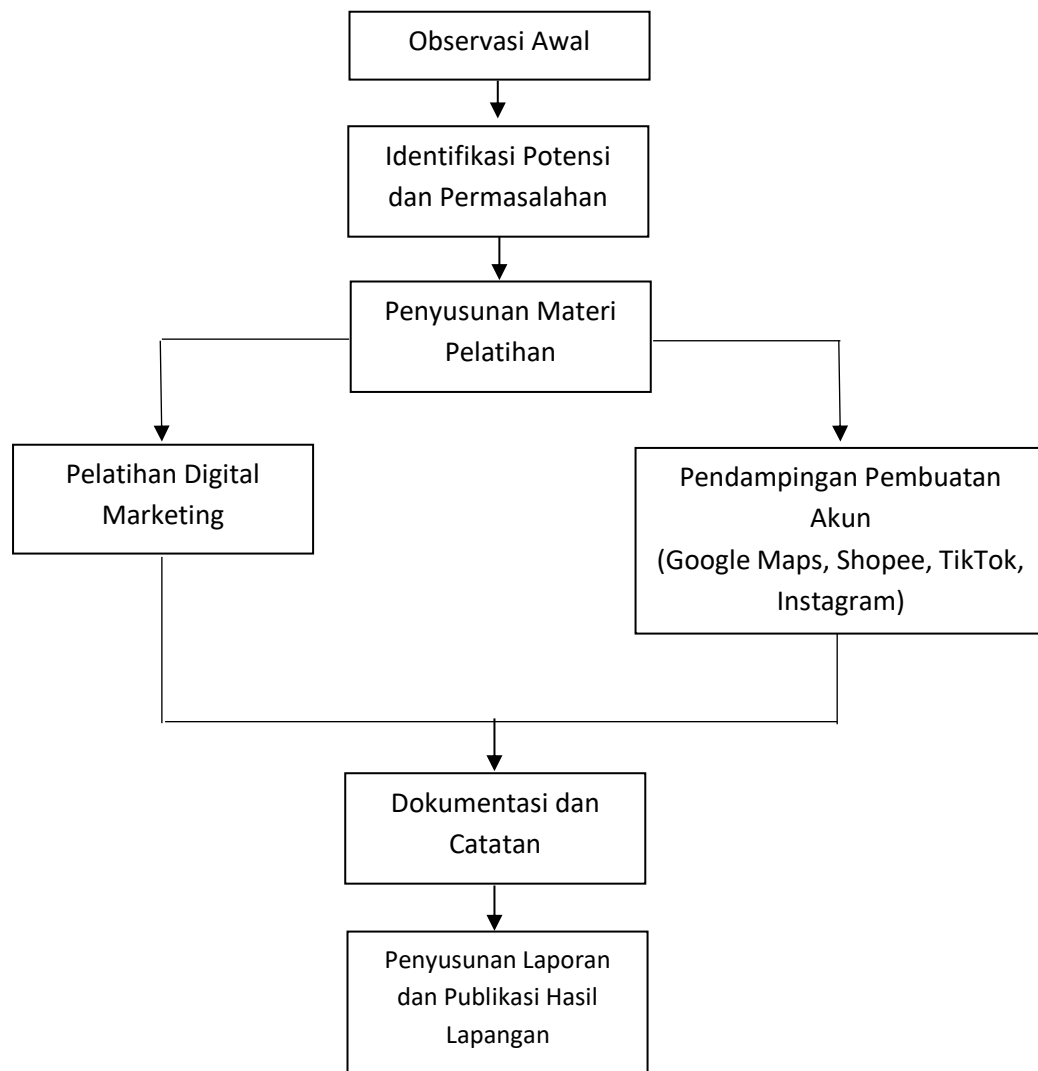 Observasi Awal
Identifikasi Potensi
dan Permasalahan
Penyusunan Materi
Pelatihan
Pelatihan Digital
Marketing
Pendampingan Pembuatan
Akun
(Google Maps, Shopee, TikTok,
Instagram)
Dokumentasi dan
Catatan
Penyusunan Laporan
dan Publikasi Hasil
Lapangan